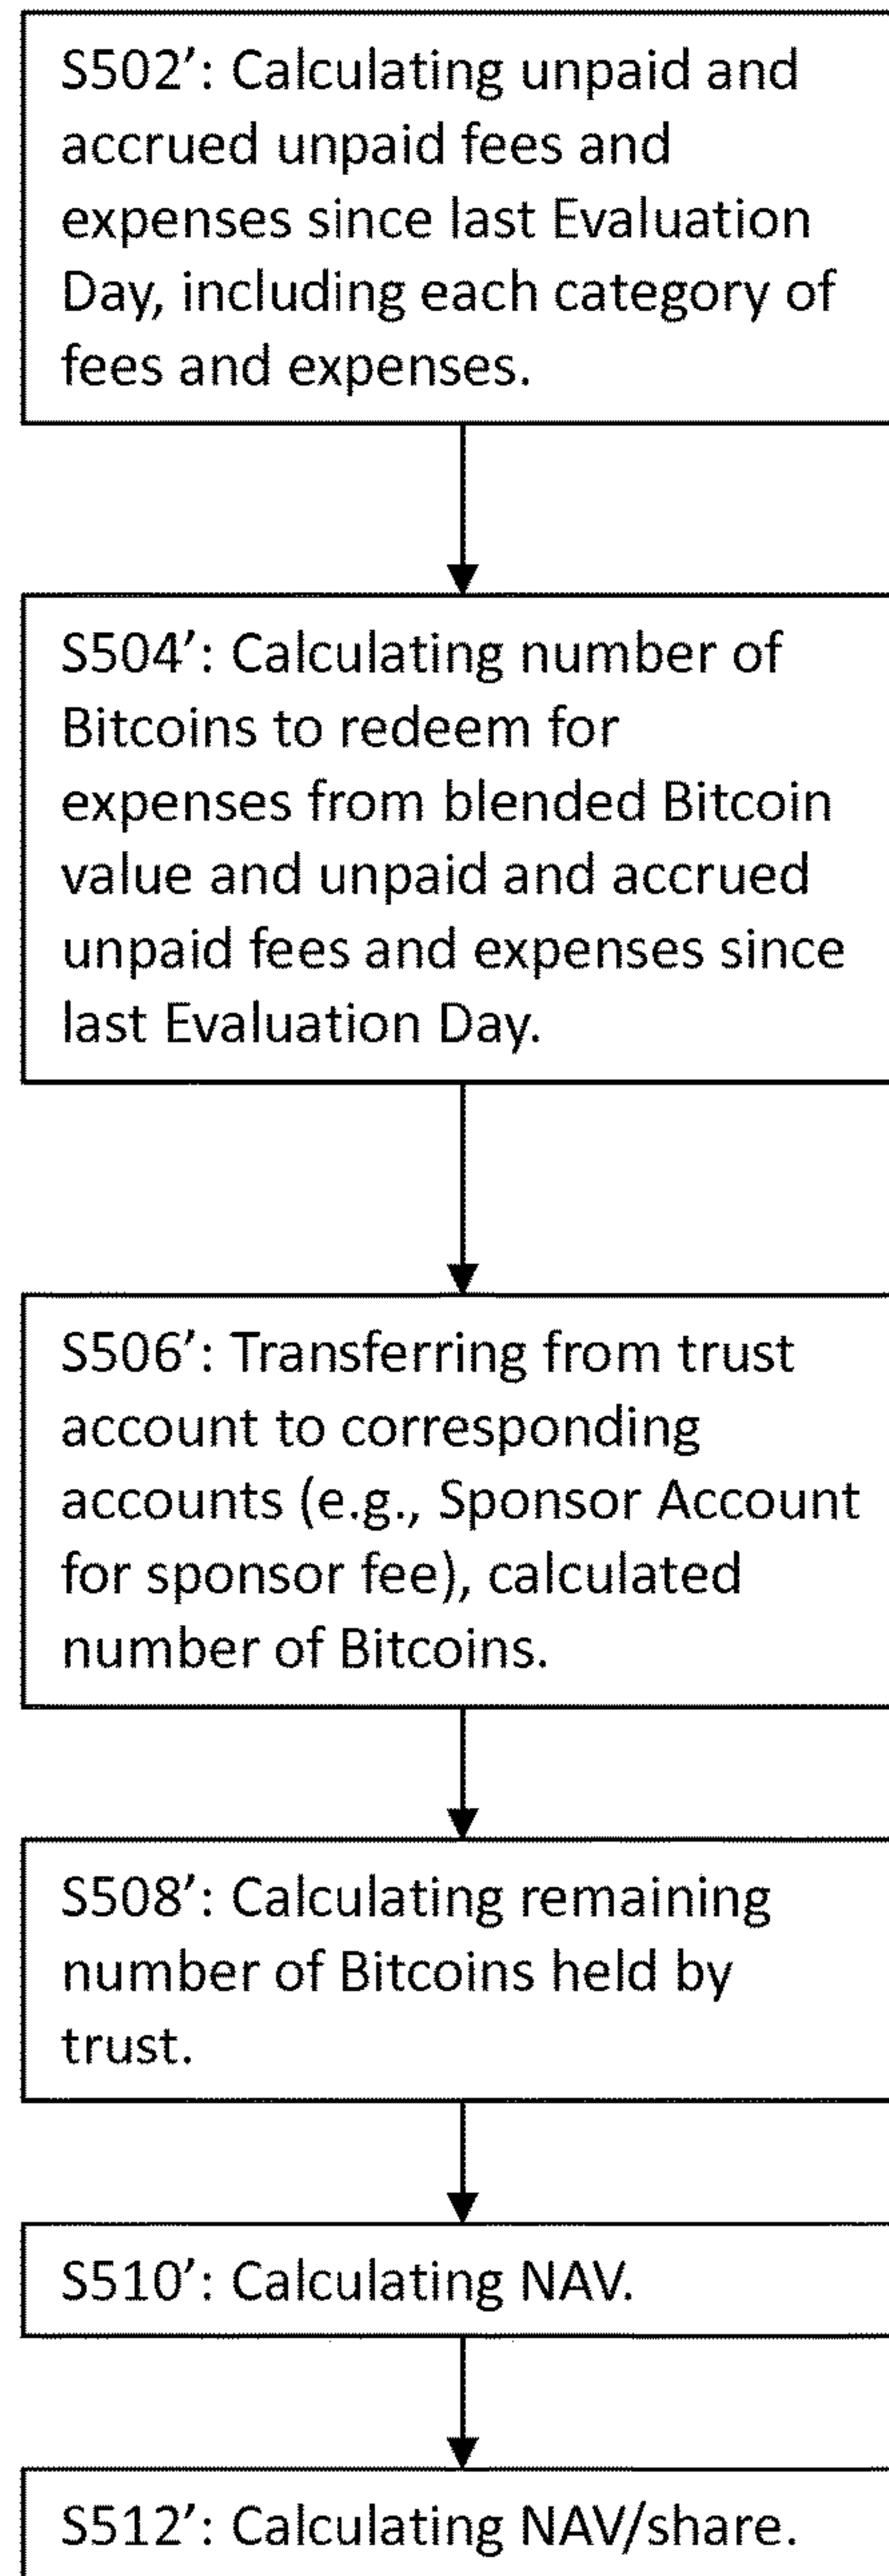 S502’: Calculating unpaid and
accrued unpaid fees and
expenses since last Evaluation
Day, including each category of
fees and expenses.
S504’: Calculating number of
Bitcoins to redeem for
expenses from blended Bitcoin
value and unpaid and accrued
unpaid fees and expenses since
last Evaluation Day.
S506’: Transferring from trust
account to corresponding
accounts (e.g., Sponsor Account
for sponsor fee), calculated
number of Bitcoins.
S508’: Calculating remaining
number of Bitcoins held by
trust.
S510’: Calculating NAV.
S512’: Calculating NAV/share.